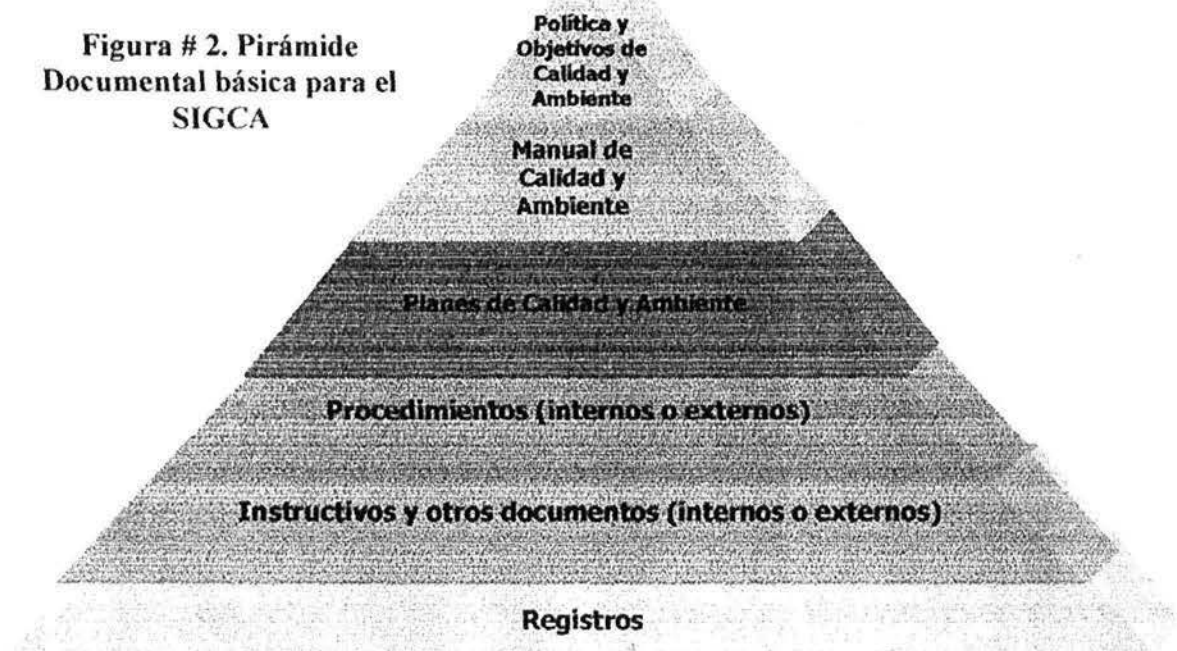 Figura # 2. Pirámide
Documental básica para el
SIGCA
Política y
Objetivos de
Calidad y
Ambiente
Manual de
Calidad y
Ambiente
Planes de Calidad y Ambiente
Procedimientos (internos o externos)
Instructivos y otros documentos (internos o externos)
Registros